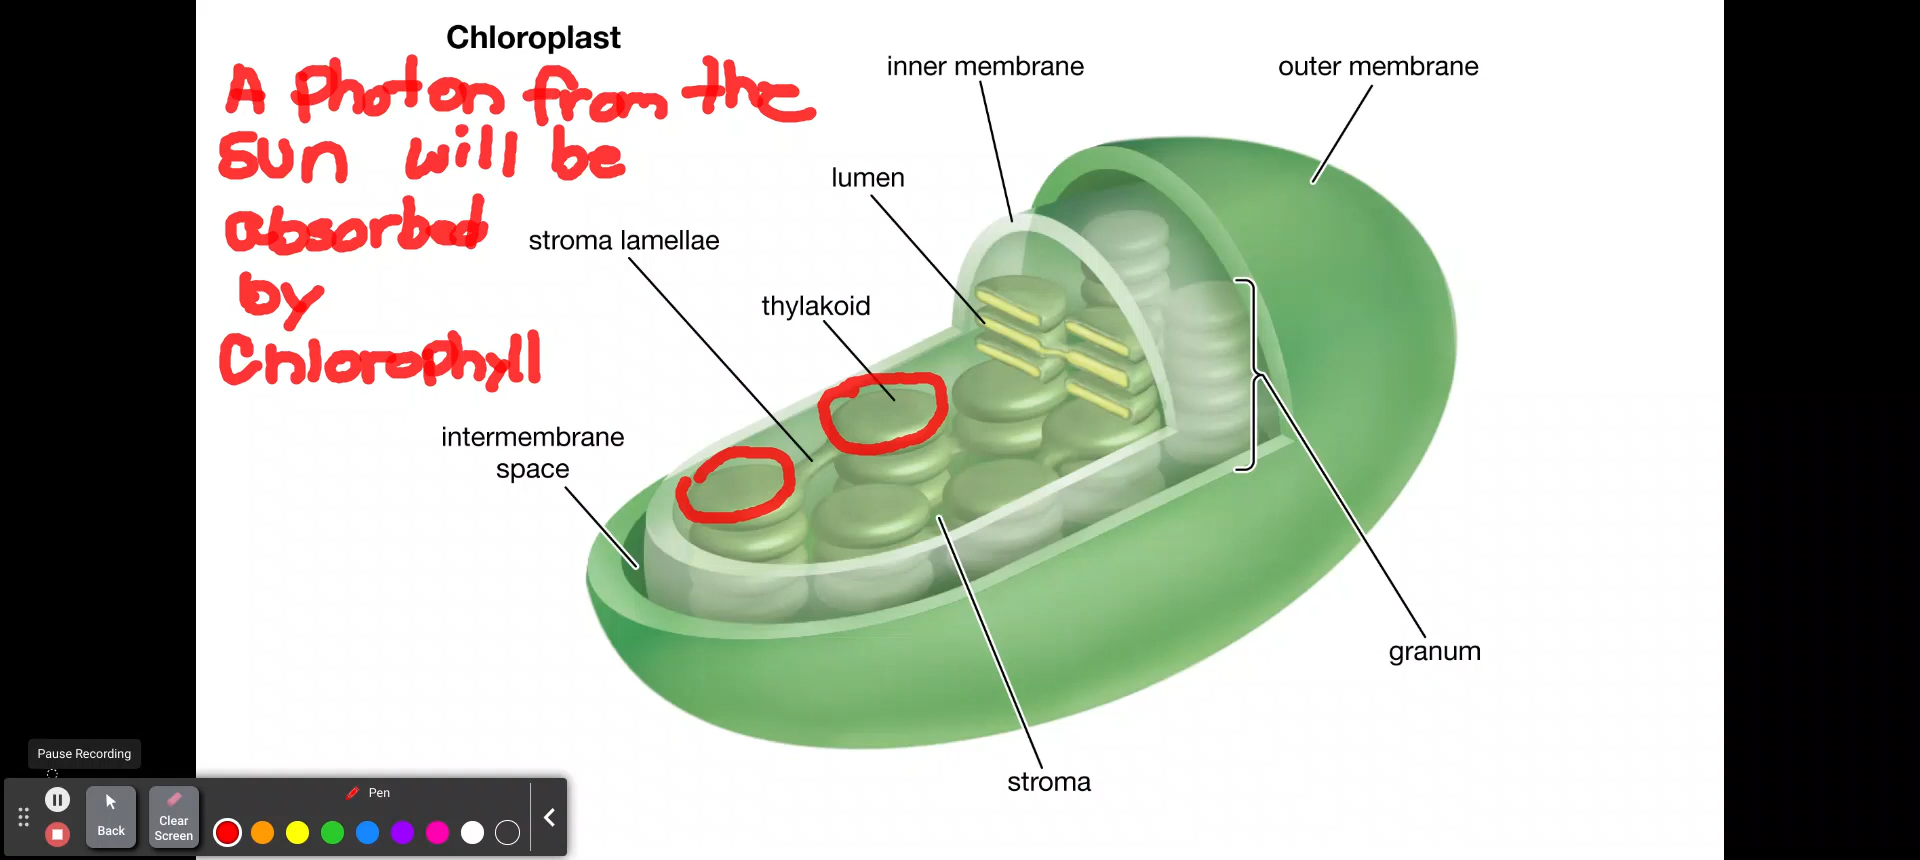 Chloroplast
A Photon from the
sun will be
absorbed
by
Chlorophyll
inner membrane
outer membrane
lumen
stroma lamellae
thylakoid
intermembrane
space
granum
stroma
Pause Recording
Pen
Back
Clear
Screen